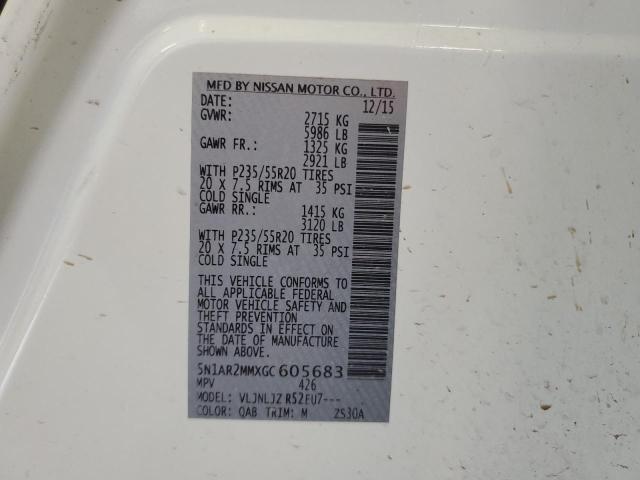 MFD BY NISSAN MOTOR CO., LTD.
DATE: 12/15
GVWR: 2715 KG
5986 LB
GAWR FR.: 1325 KG
2921 LB
WITH P235/55R20 TIRES
20 X 7.5 RIMS AT 35 PSI
COLD SINGLE
GAWR RR.: 1415 KG
3120 LB
WITH P235/55R20 TIRES
20 X 7.5 RIMS AT 35 PSI
COLD SINGLE
THIS VEHICLE CONFORMS TO
ALL APPLICABLE FEDERAL
MOTOR VEHICLE SAFETY AND
THEFT PREVENTION
STANDARDS IN EFFECT ON
THE DATE OF MANUFACTURE
SHOWN ABOVE.
5N1AR2MMXGC605683
MPV 426
MODEL: VLJNLJZ R52FU7---
COLOR: QAB TRIM: M ZS30A